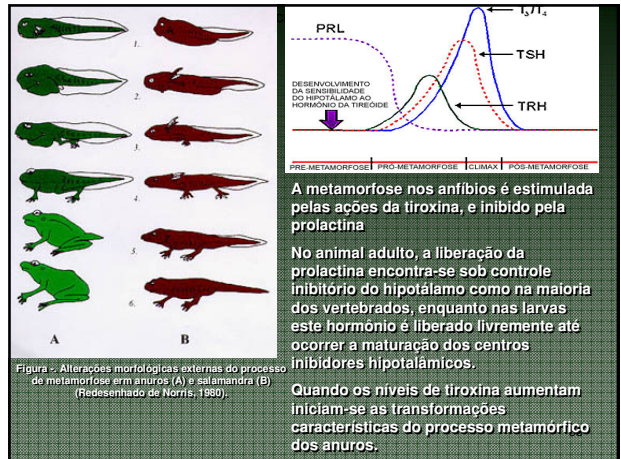 1.
2.
3.
4.
5.
6.
A B
Figura -. Alterações morfológicas externas do processo
de metamorfose erm anuros (A) e salamandra (B)
(Redesenhado de Norris, 1980).
PRL
T3/T4
TSH
TRH
DESENVOLVIMENTO
DA SENSIBILIDADE
DO HIPOTÁLAMO AO
HORMÔNIO DA TIREÓIDE
PRE-METAMORFOSE PRÓ-METAMORFOSE CLIMAX PÓS-METAMORFOSE
A metamorfose nos anfíbios é estimulada
pelas ações da tiroxina, e inibido pela
prolactina
No animal adulto, a liberação da
prolactina encontra-se sob controle
inibitório do hipotálamo como na maioria
dos vertebrados, enquanto nas larvas
este hormônio é liberado livremente até
ocorrer a maturação dos centros
inibidores hipotalâmicos.
Quando os níveis de tiroxina aumentam
iniciam-se as transformações
características do processo metamórfico
dos anuros.